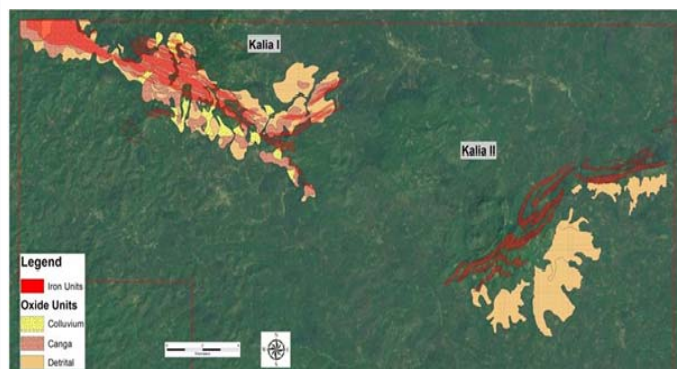 Kalia I
Kalia II
Legend
Iron Units
Oxide Units
Colluvium
Canga
Detrital